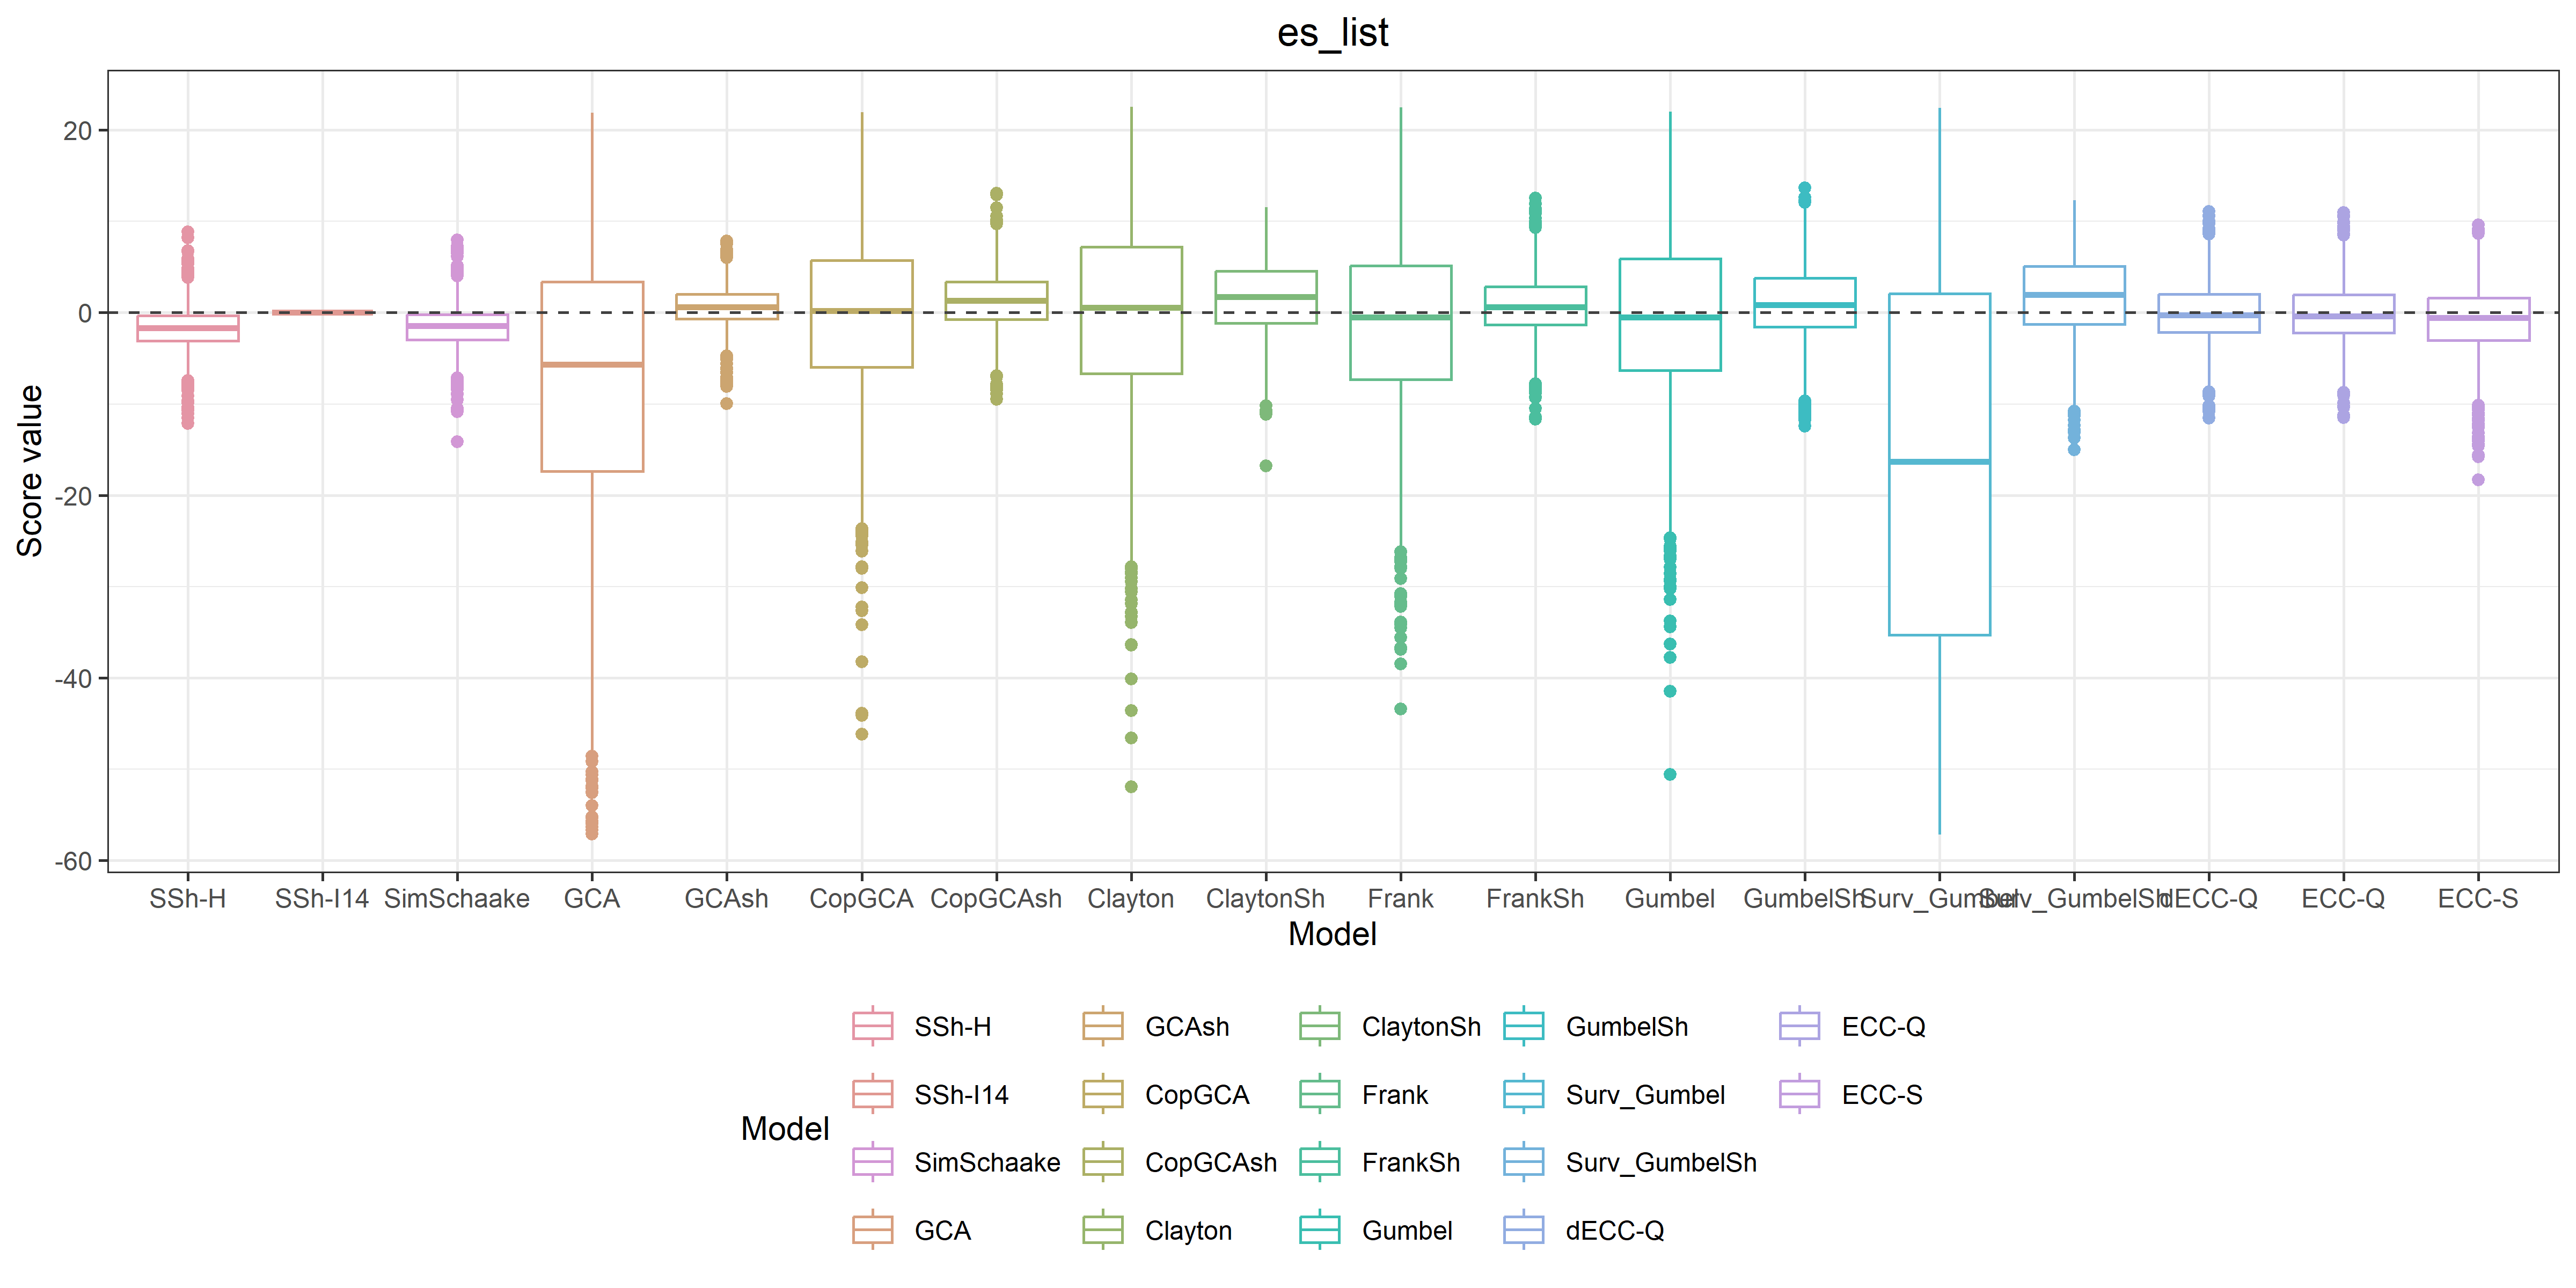 es_list
Score value
20
0
-20
-40
-60
SSh-H SSh-I14 SimSchaake GCA GCAsh CopGCA CopGCAsh Clayton ClaytonSh Frank FrankSh Gumbel GumbelSh Surv_Gumbel Surv_GumbelSh dECC-Q ECC-Q ECC-S
Model
Model
SSh-H GCAsh ClaytonSh GumbelSh ECC-Q
SSh-I14 CopGCA Frank Surv_Gumbel ECC-S
SimSchaake CopGCAsh FrankSh Surv_GumbelSh
GCA Clayton Gumbel dECC-Q